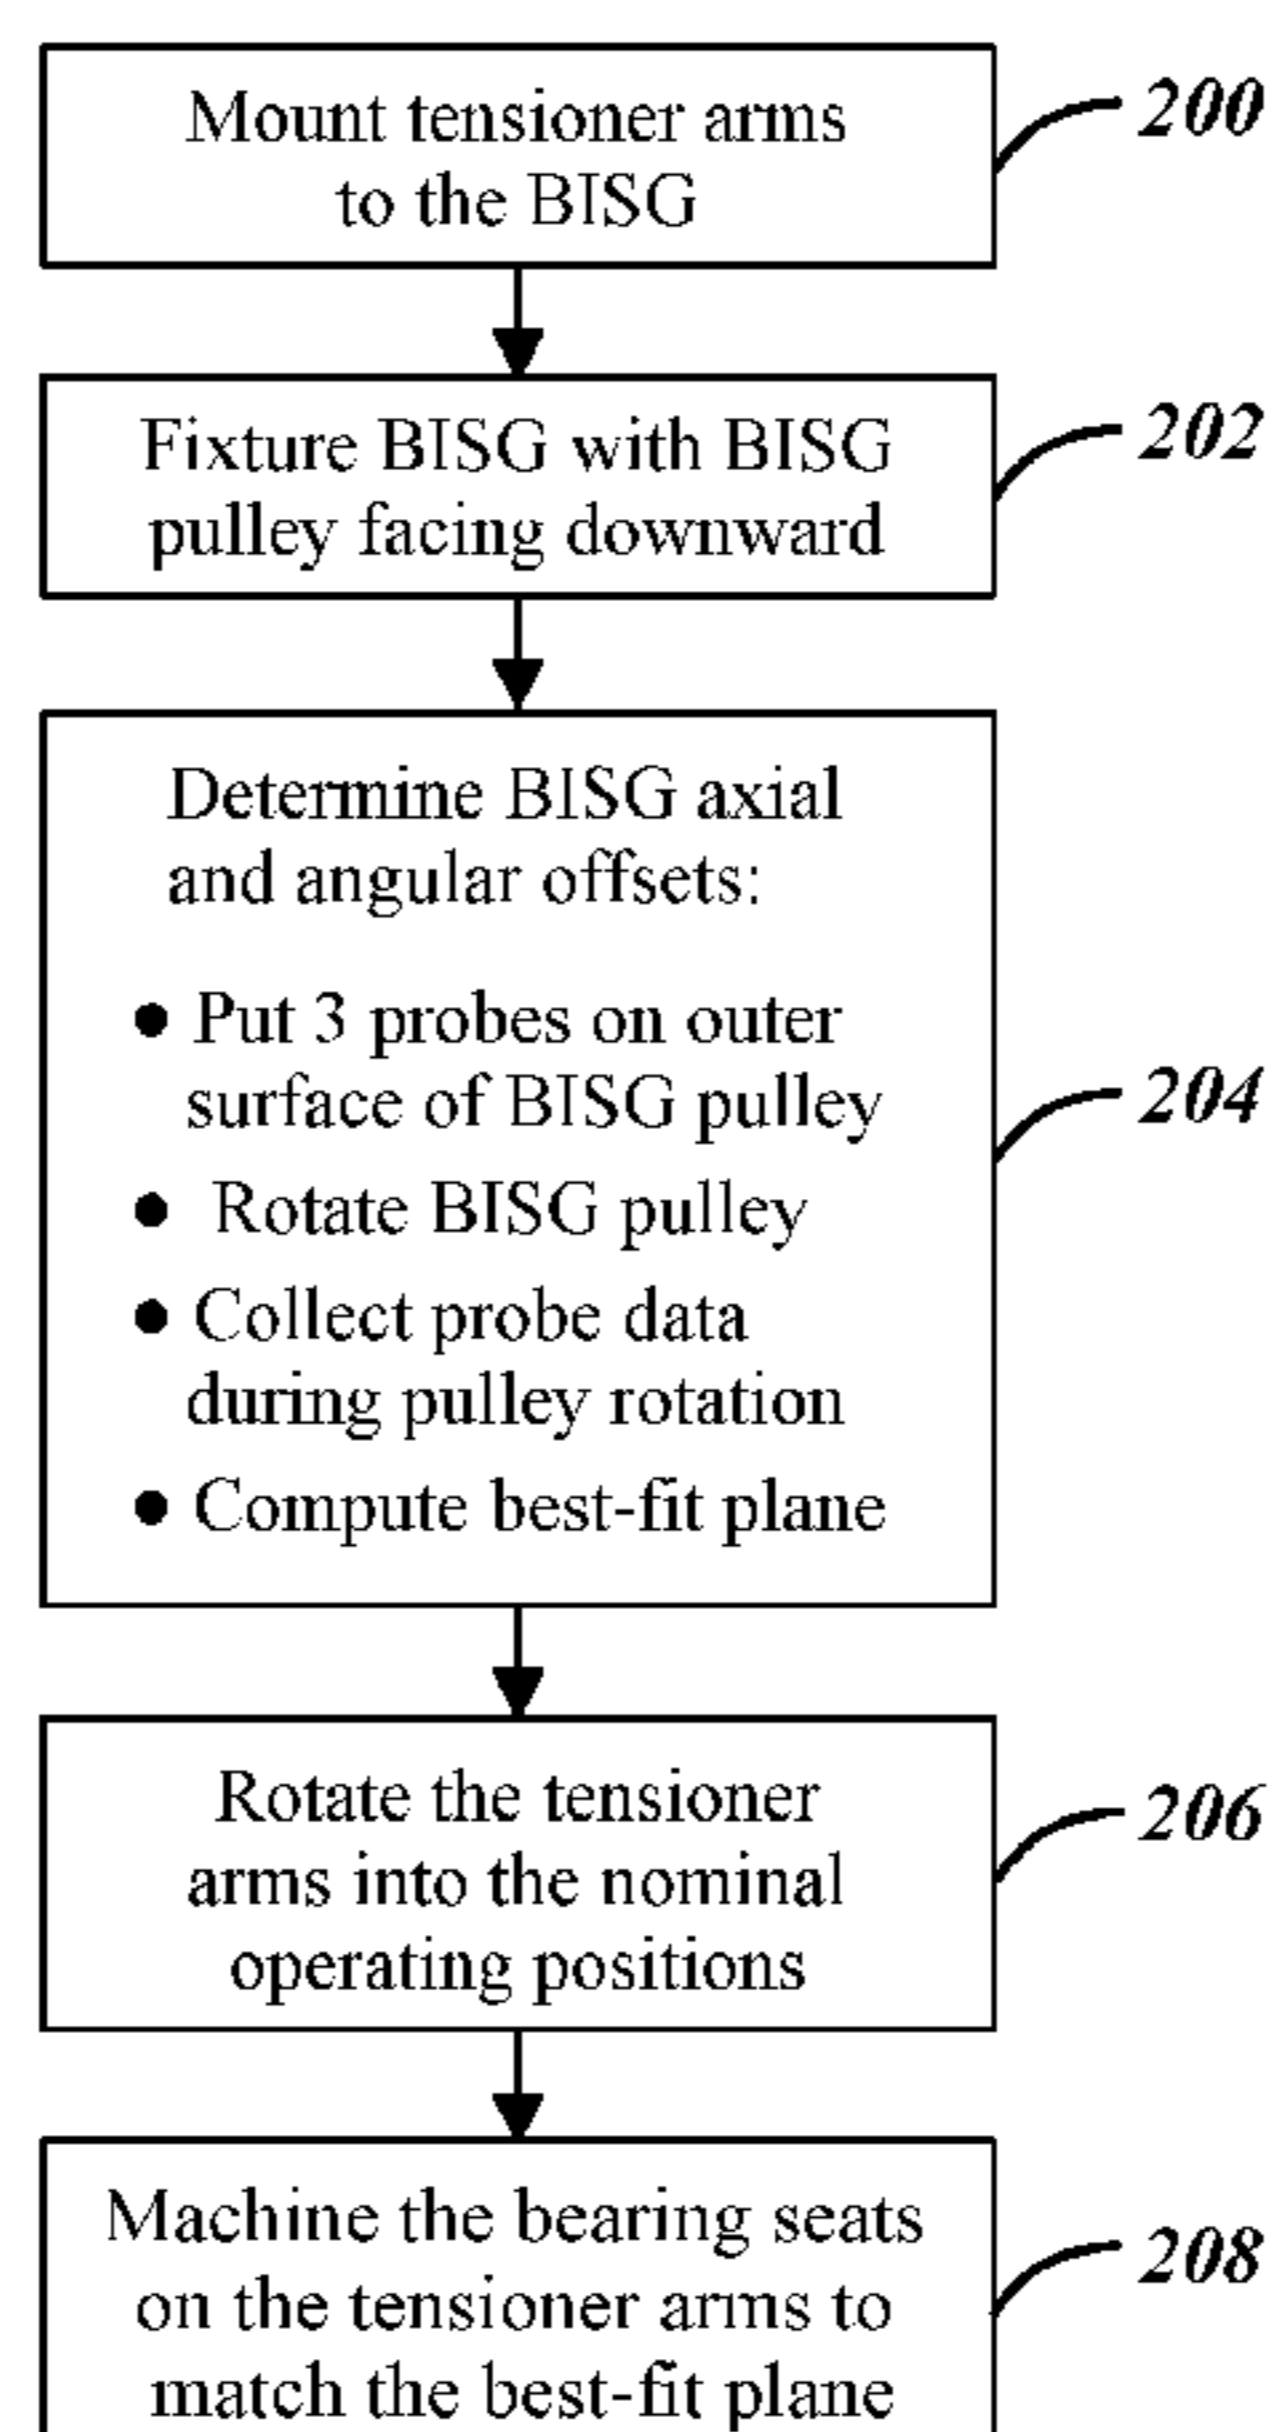 Mount tensioner arms
to the BISG
200
Fixture BISG with BISG
pulley facing downward
202
Determine BISG axial
and angular offsets:
● Put 3 probes on outer
surface of BISG pulley
● Rotate BISG pulley
● Collect probe data
during pulley rotation
● Compute best-fit plane
204
Rotate the tensioner
arms into the nominal
operating positions
206
Machine the bearing seats
on the tensioner arms to
match the best-fit plane
208